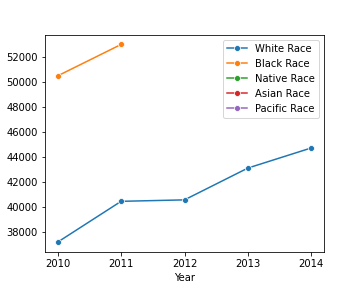 White Race
Black Race
Native Race
Asian Race
Pacific Race
52000
50000
48000
46000
44000
42000
40000
38000
2010 2011 2012 2013 2014
Year